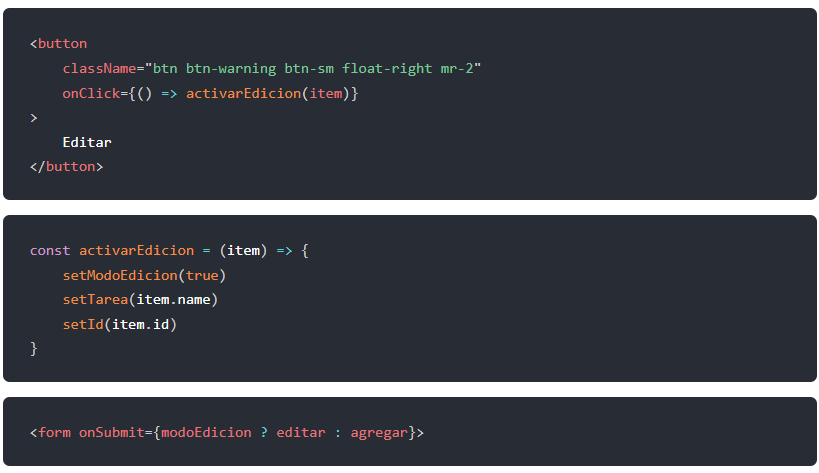 <button
    className="btn btn-warning btn-sm float-right mr-2"
    onClick={() => activarEdicion(item)}
>
    Editar
</button>
const activarEdicion = (item) => {
    setModoEdicion(true)
    setTarea(item.name)
    setId(item.id)
}
<form onSubmit={modoEdicion ? editar : agregar}>